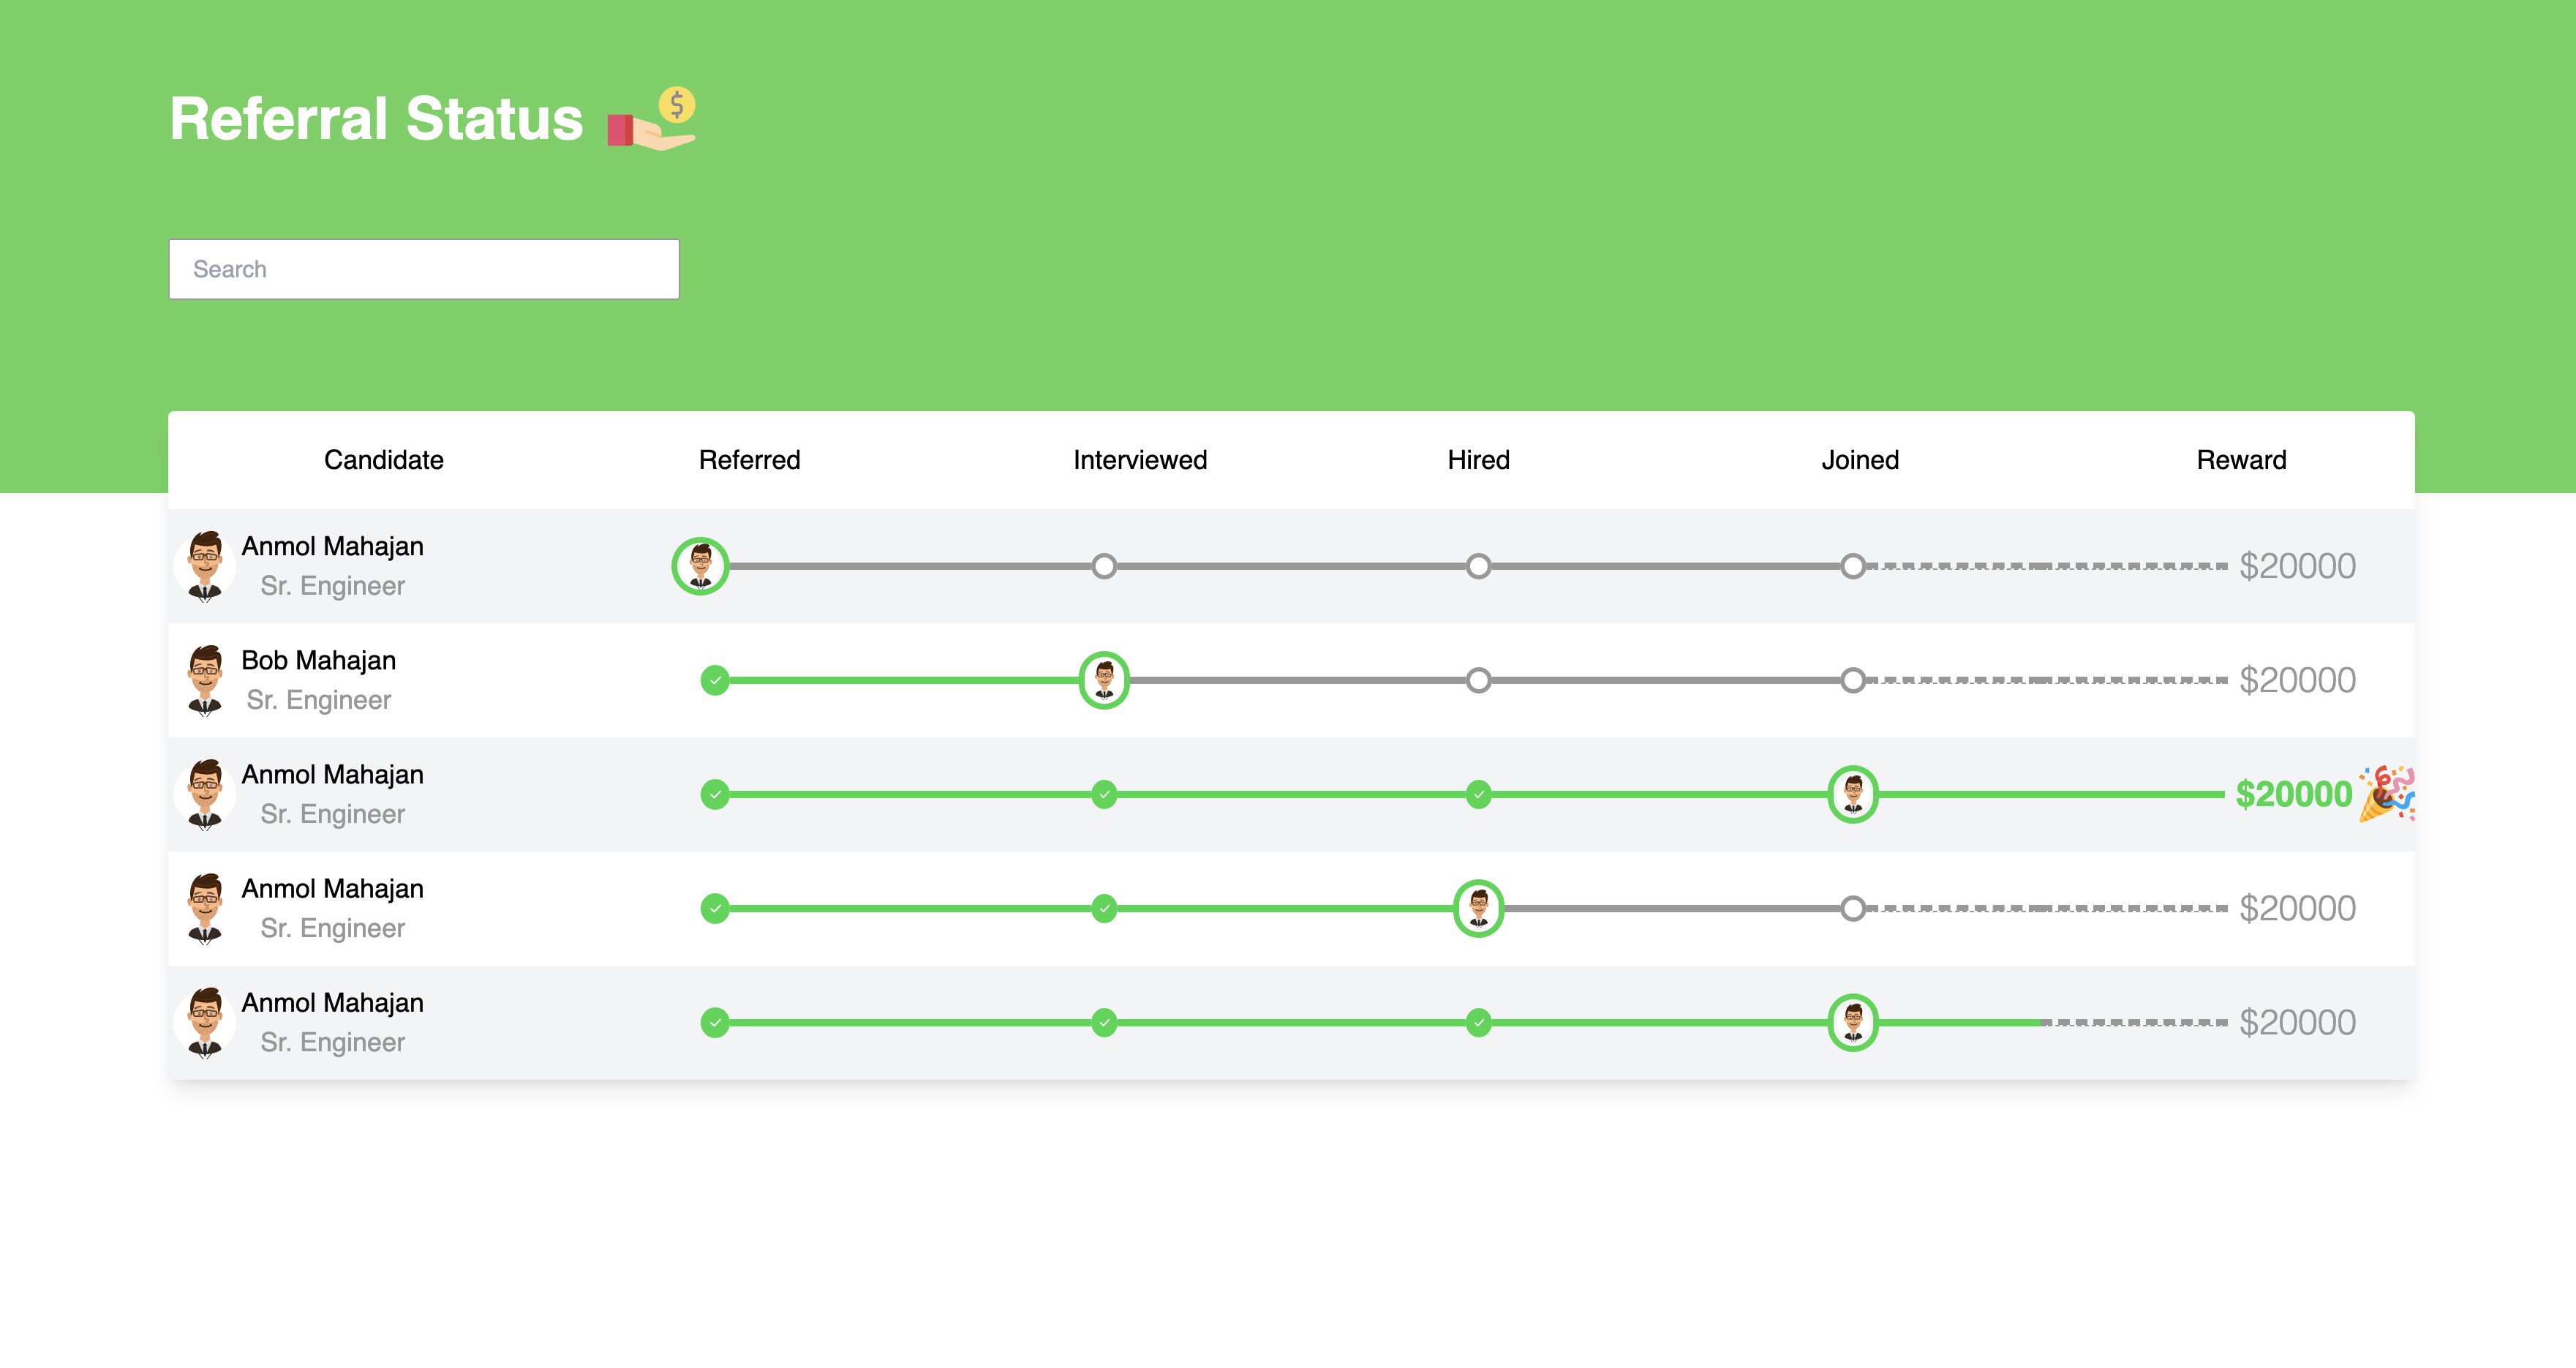 Referral Status
Search
Candidate Referred Interviewed Hired Joined Reward
Anmol Mahajan
Sr. Engineer
$20000
Bob Mahajan
Sr. Engineer
$20000
Anmol Mahajan
Sr. Engineer
$20000
Anmol Mahajan
Sr. Engineer
$20000
Anmol Mahajan
Sr. Engineer
$20000